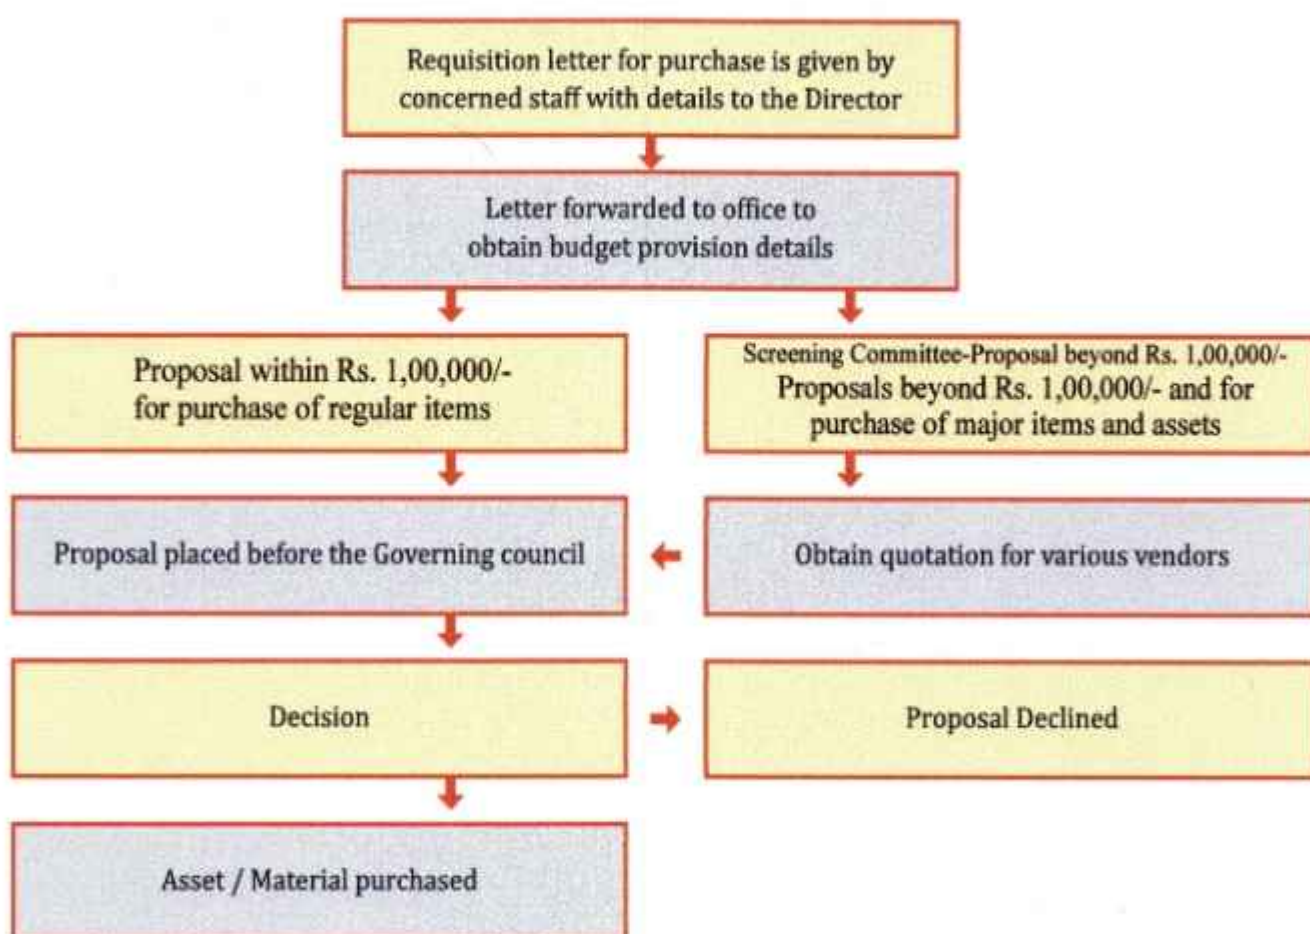 Requisition letter for purchase is given by
concerned staff with details to the Director
Letter forwarded to office to
obtain budget provision details
Proposal within Rs. 1,00,000/-
for purchase of regular items
Screening Committee-Proposal beyond Rs. 1,00,000/-
Proposals beyond Rs. 1,00,000/- and for
purchase of major items and assets
Proposal placed before the Governing council
Obtain quotation for various vendors
Decision
Proposal Declined
Asset / Material purchased